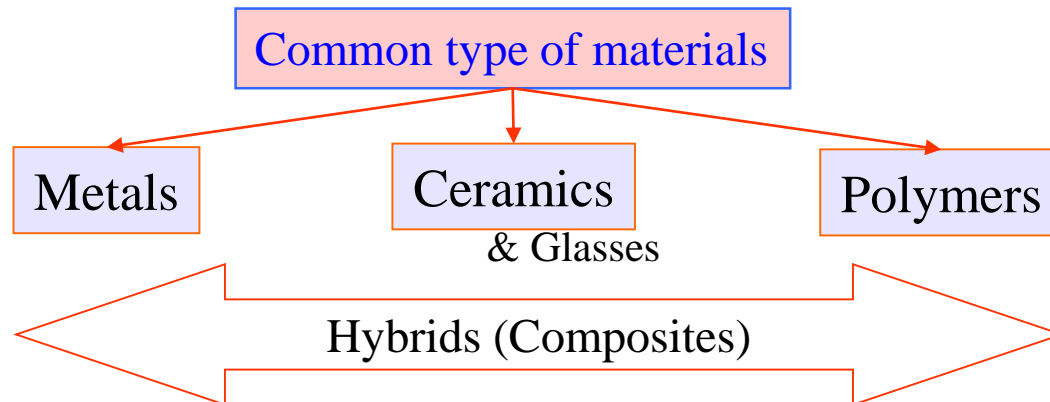 Common type of materials
Metals
Ceramics
Polymers
& Glasses
Hybrids (Composites)